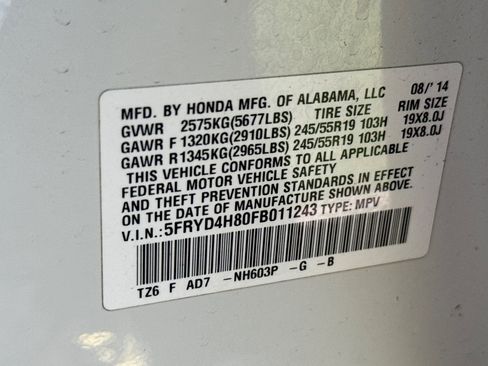 MFD. BY HONDA MFG. OF ALABAMA, LLC 08/'14
GVWR 2575KG(5677LBS) TIRE SIZE RIM SIZE
GAWR F 1320KG(2910LBS) 245/55R19 103H 19X8.0J
GAWR R1345KG(2965LBS) 245/55R19 103H 19X8.0J
THIS VEHICLE CONFORMS TO ALL APPLICABLE
FEDERAL MOTOR VEHICLE SAFETY
AND THEFT PREVENTION STANDARDS IN EFFECT
ON THE DATE OF MANUFACTURE SHOWN ABOVE.
V.I.N.:5FRYD4H80FB011243 TYPE: MPV
TZ6 F AD7 -NH603P -G -B